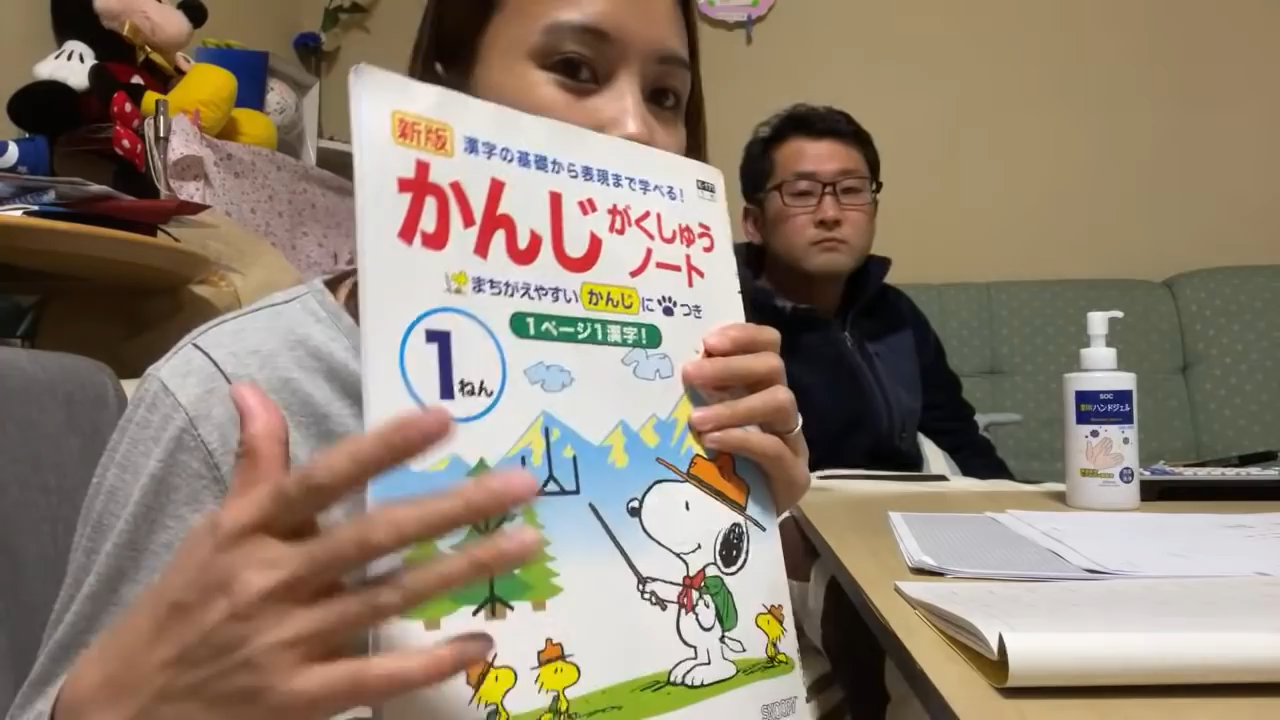 新版
漢字の基礎から表現まで学べる!
かんじ がくしゅう
ノート
まちがえやすい かんじ に つき
1ページ1漢字!
1ねん
SNOOPY
SOC
ハンドジェル